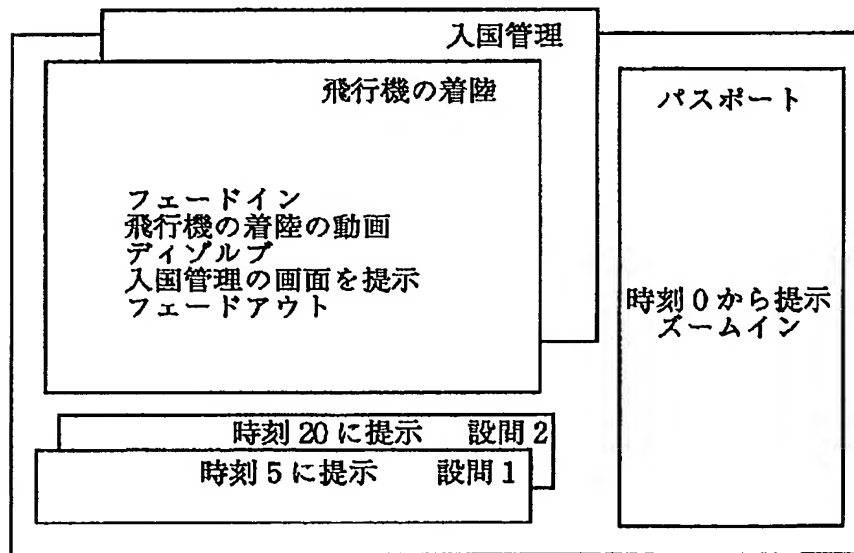 入国管理
飛行機の着陸
パスポート
フェードイン
飛行機の着陸の動画
ディゾルブ
入国管理の画面を提示
フェードアウト
時刻0から提示
ズームイン
時刻20に提示 設問2
時刻5に提示 設問1